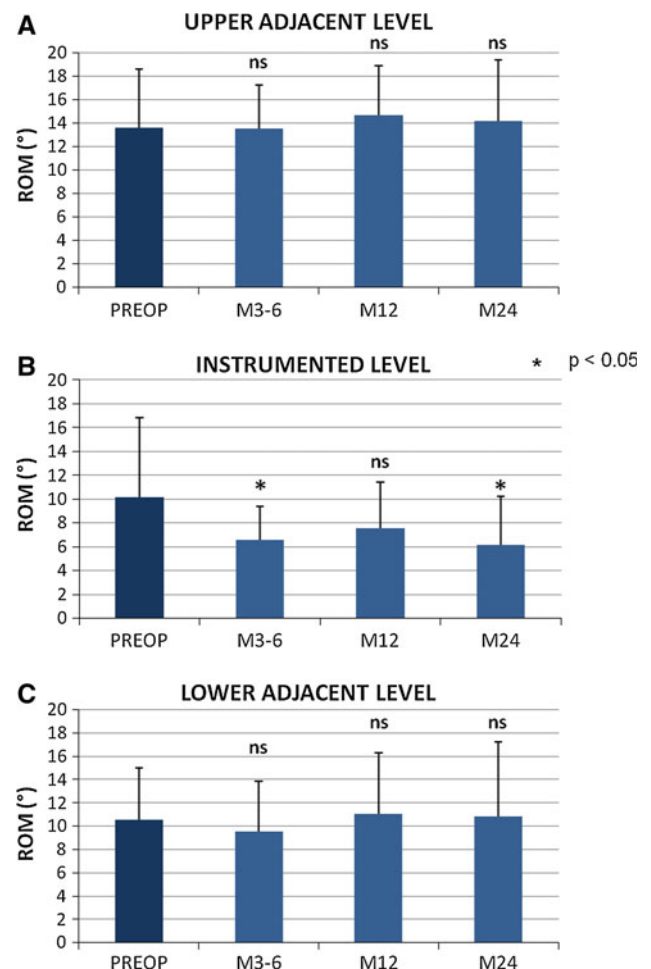 A UPPER ADJACENT LEVEL
20
18
16
14
12
10
8
6
4
2
0
ROM (°)
ns
ns
ns
PREOP M3-6 M12 M24
B INSTRUMENTED LEVEL * p < 0.05
20
18
16
14
12
10
8
6
4
2
0
ROM (°)
*
ns
*
PREOP M3-6 M12 M24
C LOWER ADJACENT LEVEL
20
18
16
14
12
10
8
6
4
2
0
ROM (°)
ns
ns
ns
PREOP M3-6 M12 M24